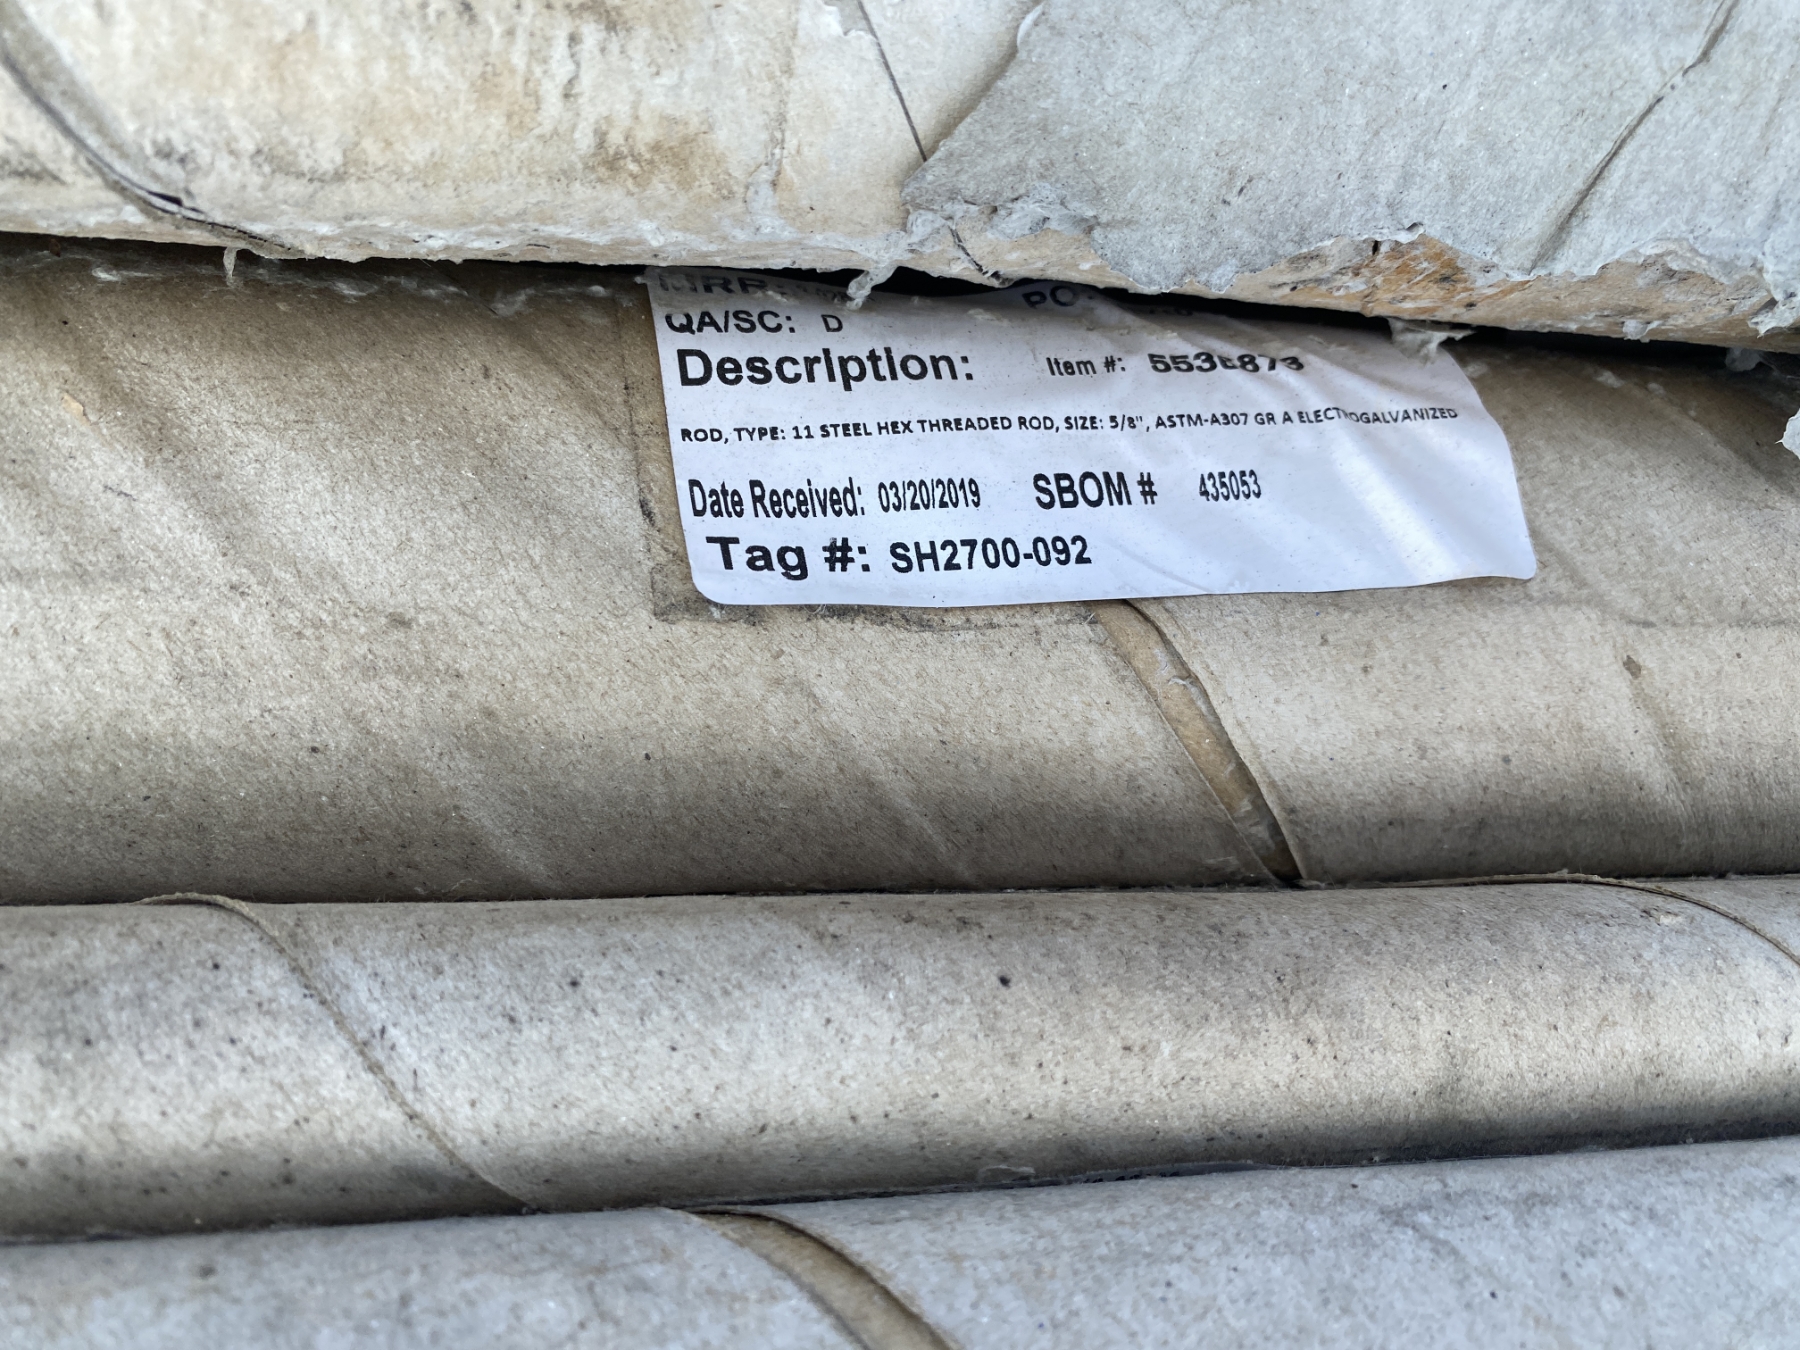 PO:
QA/SC: D
Description: Item #:
ROD, TYPE: 11 STEEL HEX THREADED ROD, SIZE: 5/8", ASTM-A307 GR A ELECTROGALVANIZED
Date Received: 03/20/2019 SBOM # 435053
Tag #: SH2700-092